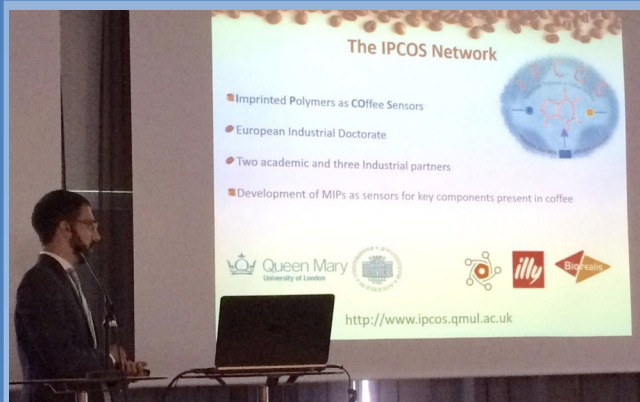 The IPCOS Network
IPCOS
Imprinted Polymers as COffee Sensors
European Industrial Doctorate
Two academic and three Industrial partners
Development of MIPs as sensors for key components present in coffee
Queen Mary
University of London
illy
Biorealis
http://www.ipcos.qmul.ac.uk